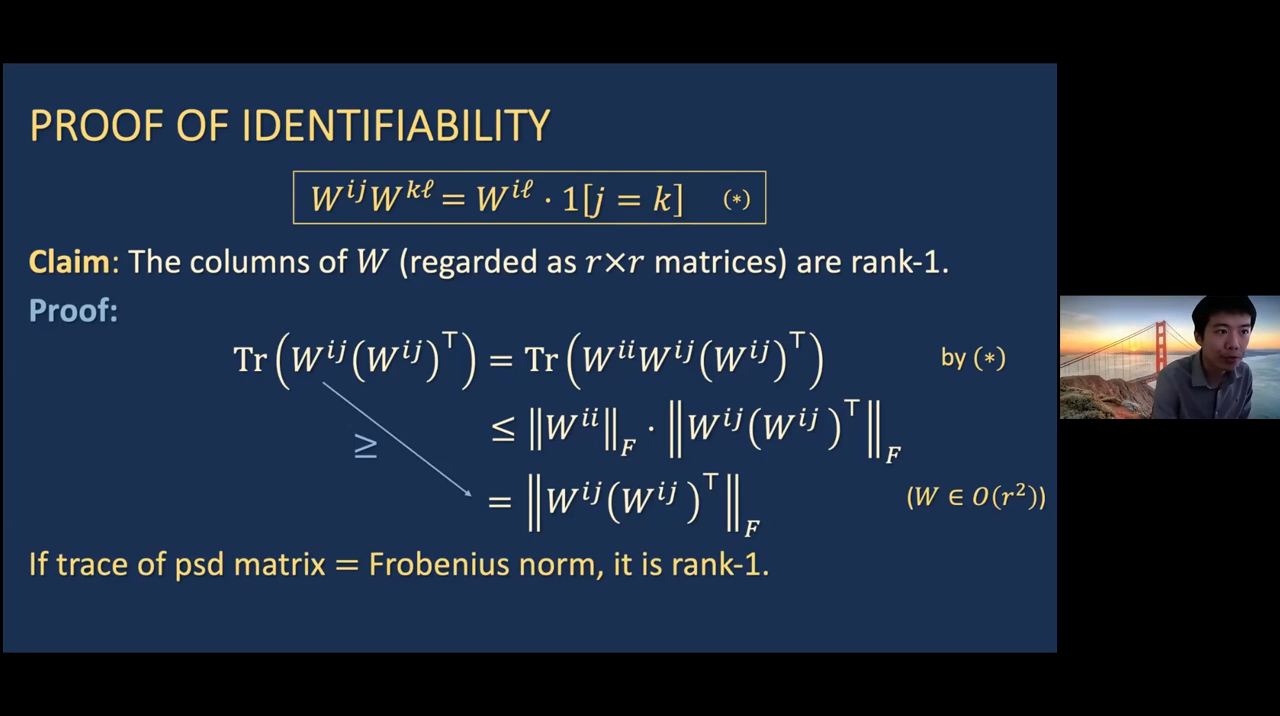 PROOF OF IDENTIFIABILITY
W^{ij}W^{kℓ} = W^{iℓ} · 1[j = k] (∗)
Claim: The columns of W (regarded as r×r matrices) are rank-1.
Proof:
Tr(W^{ij}(W^{ij})^⊤) = Tr(W^{ii}W^{ij}(W^{ij})^⊤) by (∗)
≤ ‖W^{ii}‖_F · ‖W^{ij}(W^{ij})^⊤‖_F
≥
= ‖W^{ij}(W^{ij})^⊤‖_F (W ∈ O(r²))
If trace of psd matrix = Frobenius norm, it is rank-1.